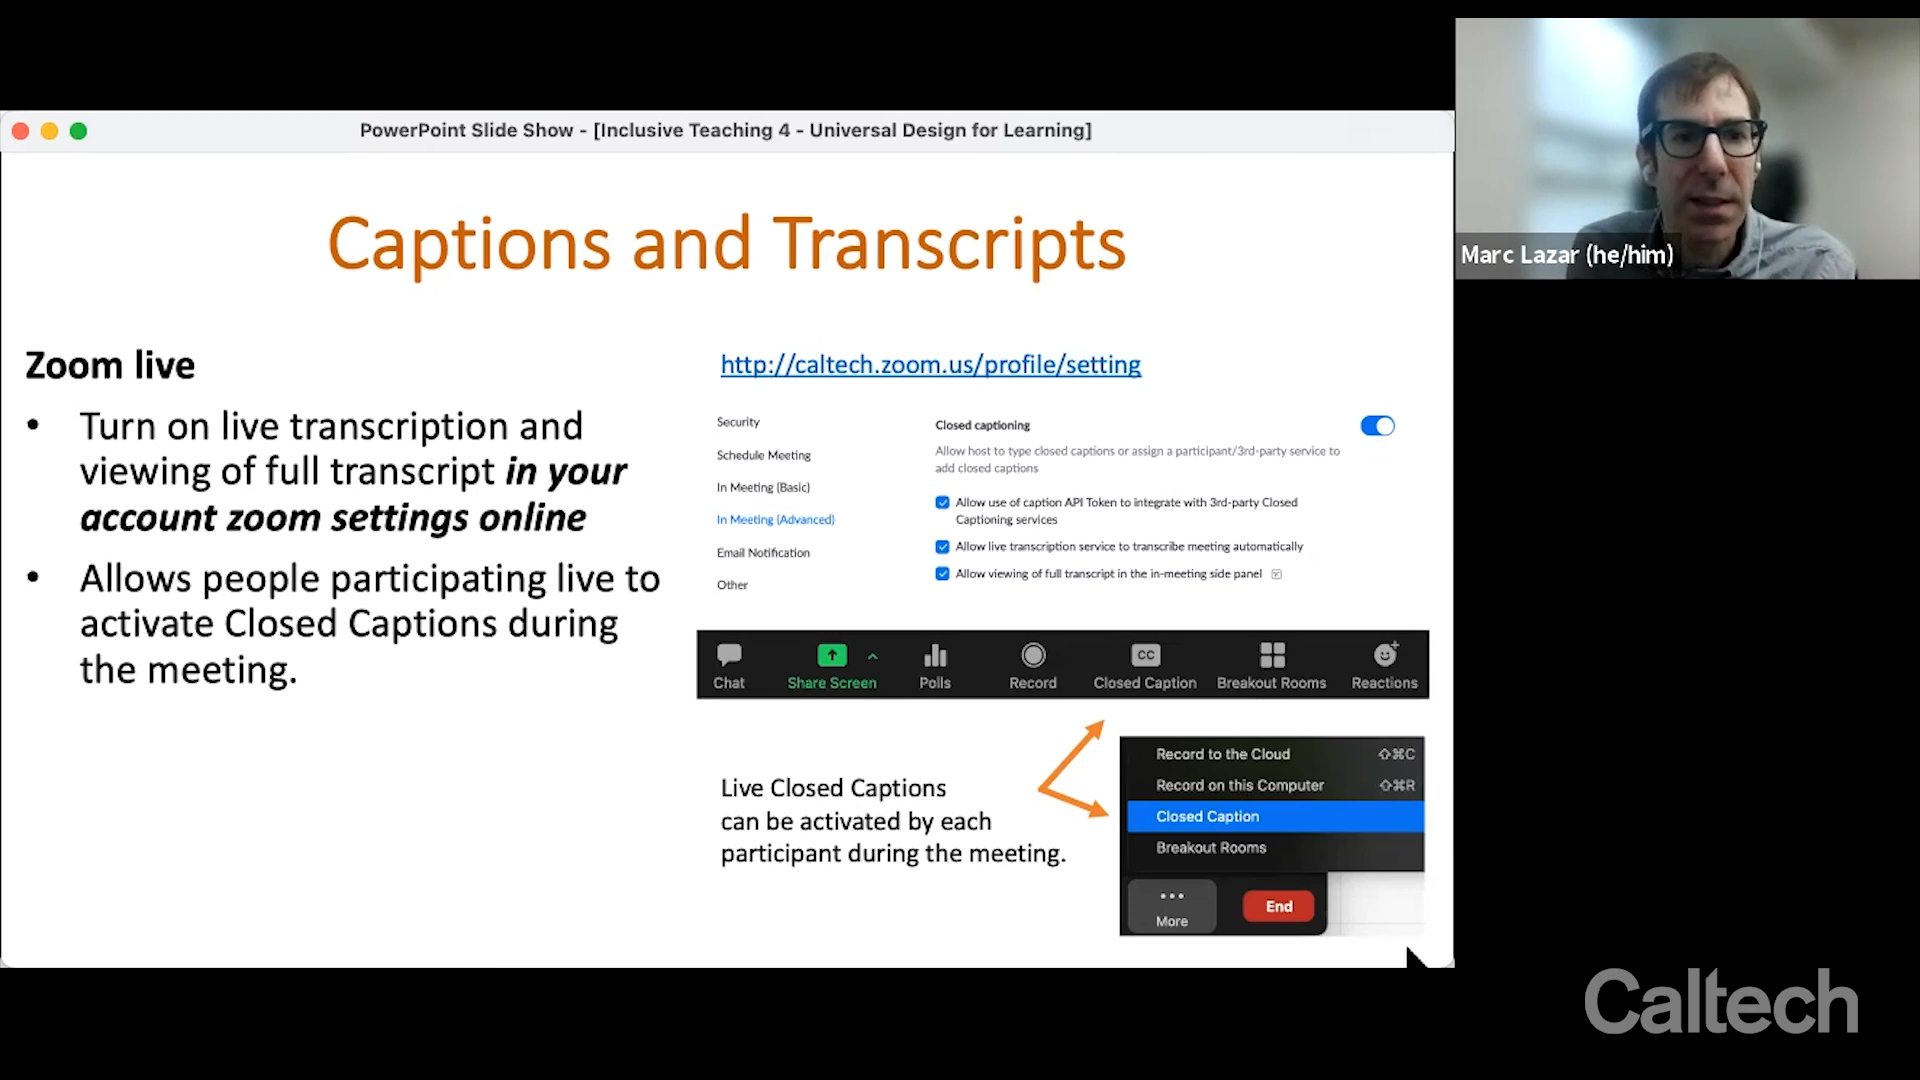 PowerPoint Slide Show - [Inclusive Teaching 4 - Universal Design for Learning]
Captions and Transcripts
Zoom live
• Turn on live transcription and
viewing of full transcript in your
account zoom settings online
• Allows people participating live to
activate Closed Captions during
the meeting.
http://caltech.zoom.us/profile/setting
Security
Schedule Meeting
In Meeting (Basic)
In Meeting (Advanced)
Email Notification
Other
Closed captioning
Allow host to type closed captions or assign a participant/3rd-party service to
add closed captions
Allow use of caption API Token to integrate with 3rd-party Closed
Captioning services
Allow live transcription service to transcribe meeting automatically
Allow viewing of full transcript in the in-meeting side panel
CC
Chat Share Screen Polls Record Closed Caption Breakout Rooms Reactions
Live Closed Captions
can be activated by each
participant during the meeting.
Record to the Cloud ⇧⌘C
Record on this Computer ⇧⌘R
Closed Caption
Breakout Rooms
More
End
Marc Lazar (he/him)
Caltech